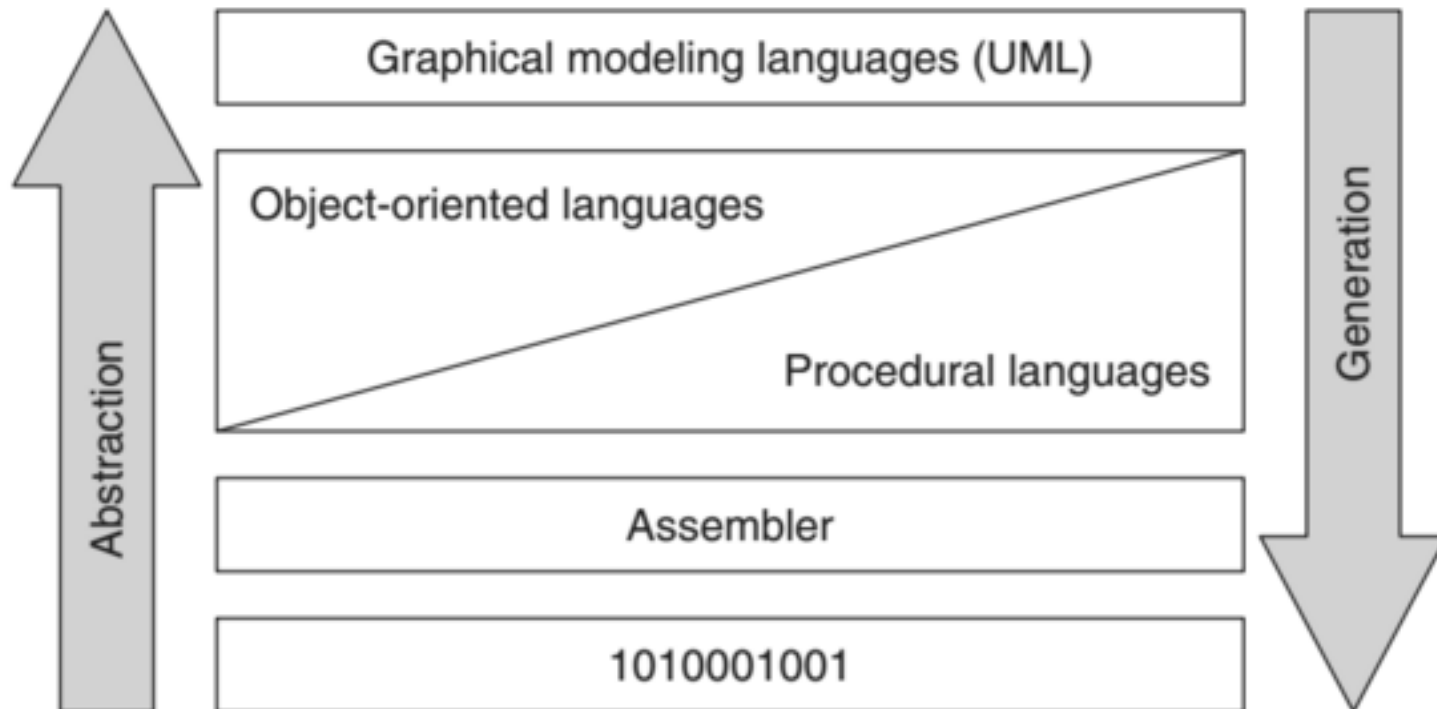 Graphical modeling languages (UML)
Object-oriented languages
Procedural languages
Assembler
1010001001
Abstraction
Generation